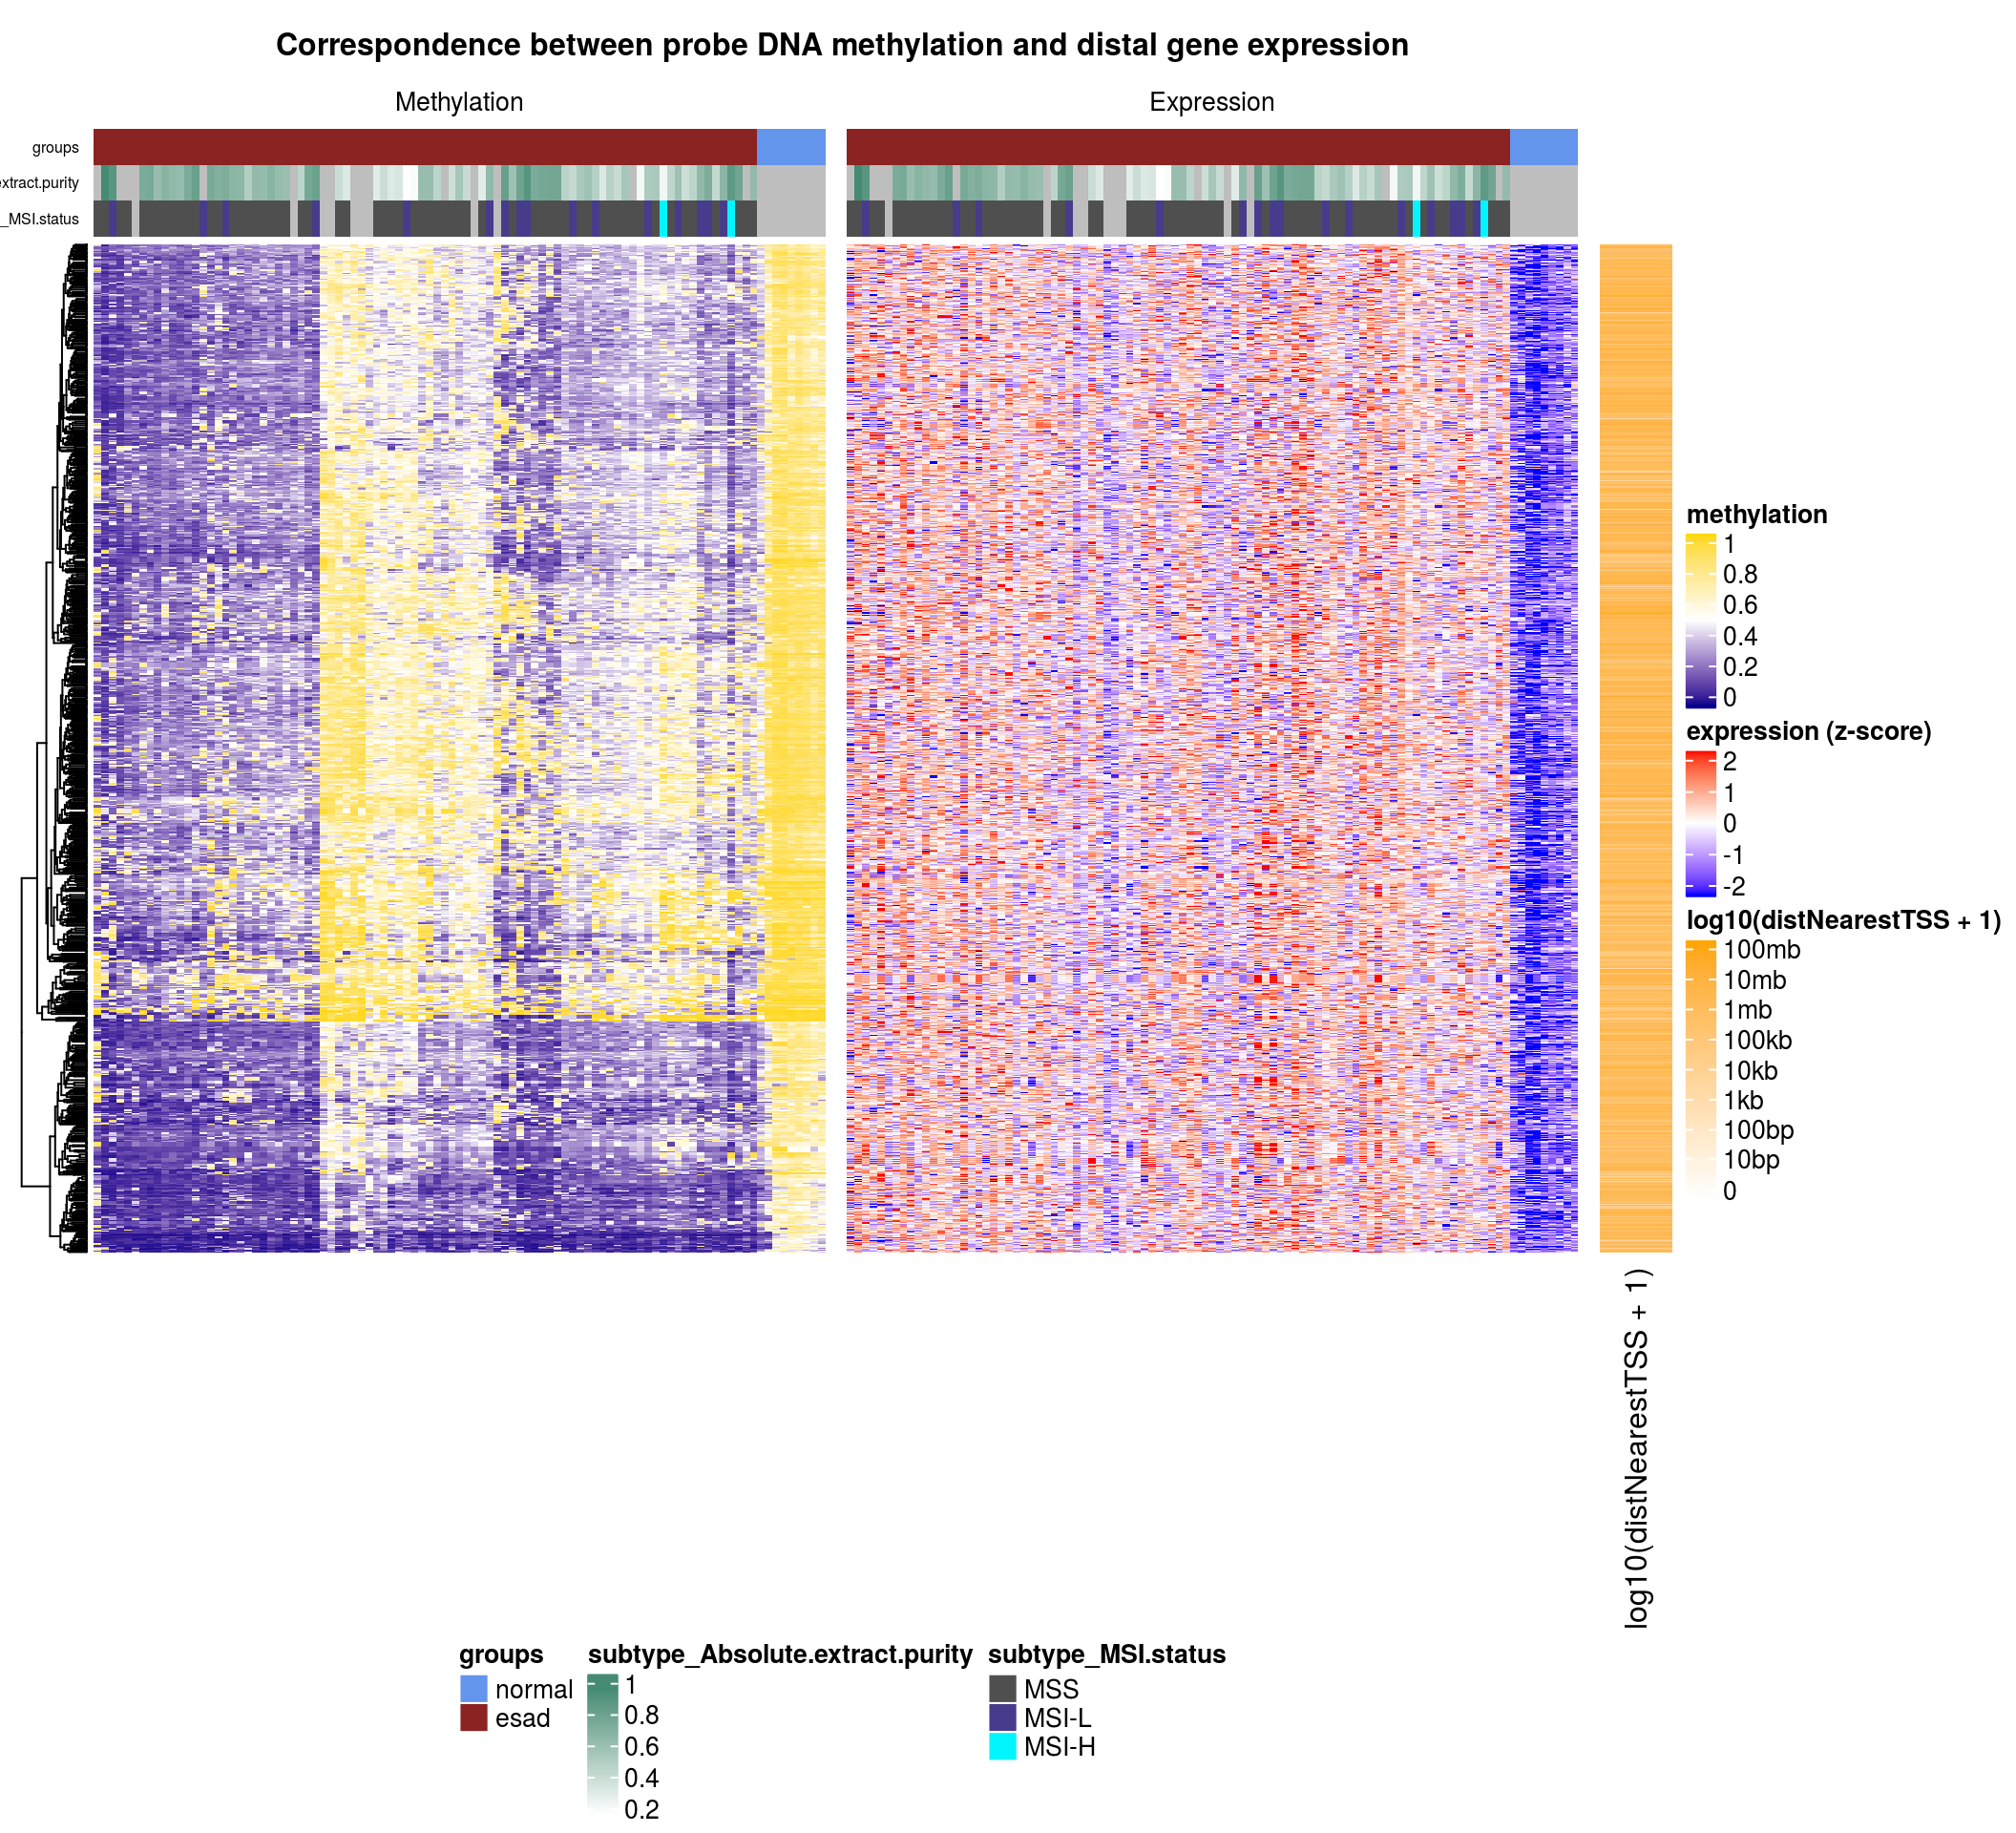 Correspondence between probe DNA methylation and distal gene expression
Methylation
Expression
groups
extract.purity
_MSI.status
methylation
1
0.8
0.6
0.4
0.2
0
expression (z-score)
2
1
0
-1
-2
log10(distNearestTSS + 1)
100mb
10mb
1mb
100kb
10kb
1kb
100bp
10bp
0
log10(distNearestTSS + 1)
groups
normal
esad
subtype_Absolute.extract.purity
1
0.8
0.6
0.4
0.2
subtype_MSI.status
MSS
MSI-L
MSI-H